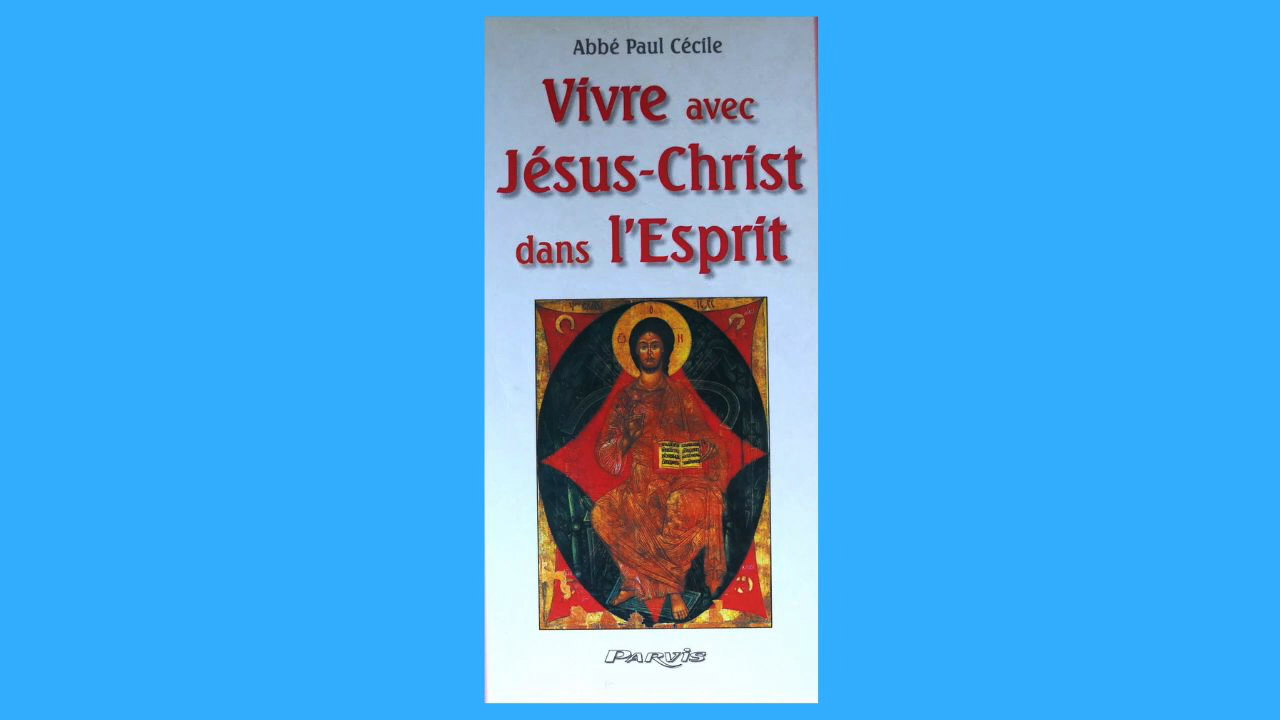 Abbé Paul Cécile
Vivre avec
Jésus-Christ
dans l'Esprit
PARVIS